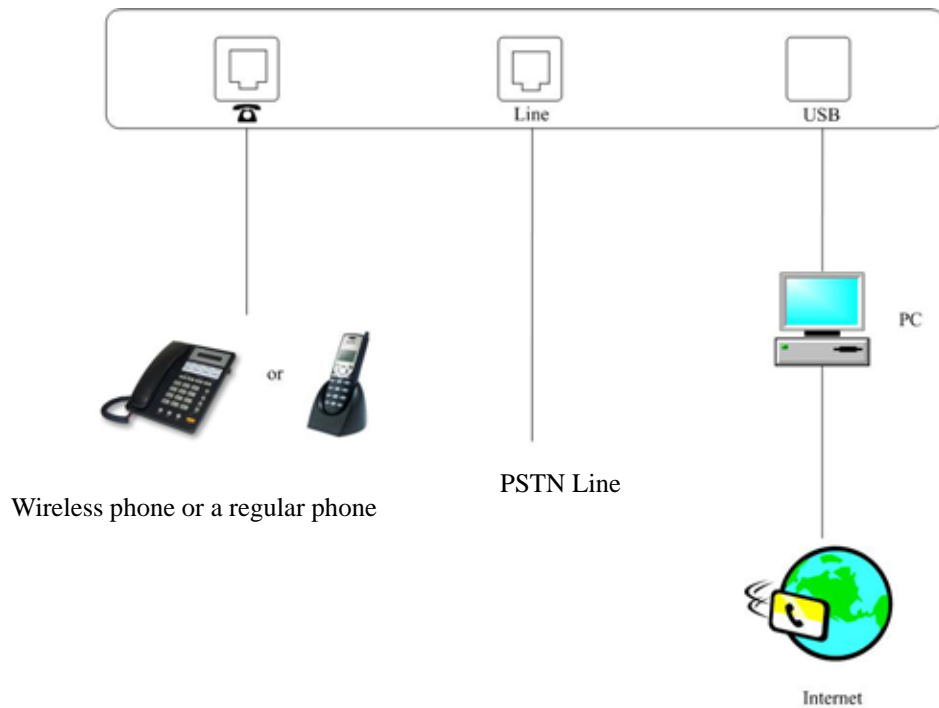 Line
USB
PC
or
PSTN Line
Wireless phone or a regular phone
Internet